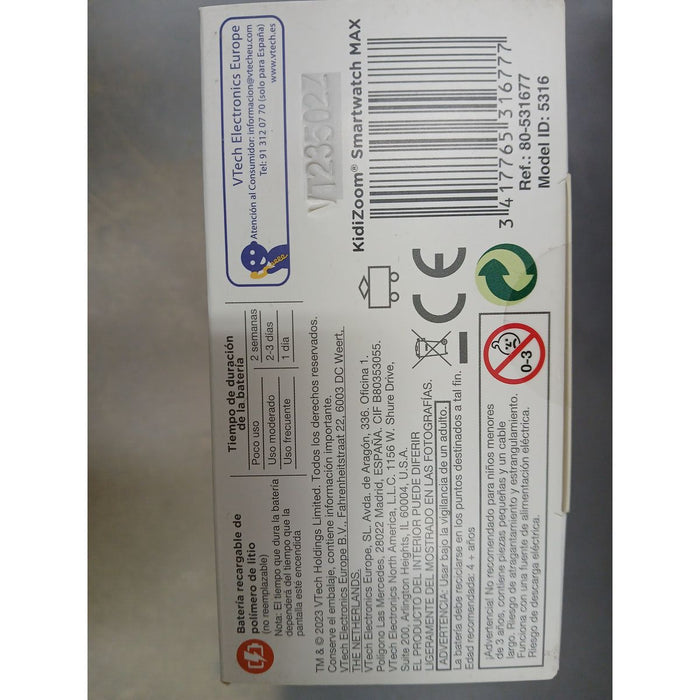 Batería recargable de
polímero de litio
(no reemplazable)
Nota: El tiempo que dura la batería
dependerá del tiempo que la
pantalla esté encendida
Tiempo de duración
de la batería
Poco uso 2 semanas
Uso moderado 2-3 días
Uso frecuente 1 día
VTech Electronics Europe
Atención al Consumidor: informacion@vtecheu.com
Tel: 91 312 07 70 (solo para España)
www.vtech.es
TM & © 2023 VTech Holdings Limited. Todos los derechos reservados.
Conserve el embalaje, contiene información importante.
VTech Electronics Europe B.V., Fahrenheitstraat 22, 6003 DC Weert,
THE NETHERLANDS.
VTech Electronics Europe, SL. Avda. de Aragón, 336. Oficina 1.
Polígono Las Mercedes, 28022 Madrid, ESPAÑA. CIF B80353055.
VTech Electronics North America, L.L.C. 1156 W. Shure Drive,
Suite 200, Arlington Heights, IL 60004, U.S.A.
EL PRODUCTO DEL INTERIOR PUEDE DIFERIR
LIGERAMENTE DEL MOSTRADO EN LAS FOTOGRAFÍAS.
ADVERTENCIA: Usar bajo la vigilancia de un adulto.
La batería debe reciclarse en los puntos destinados a tal fin.
Edad recomendada: 4 + años
¡Advertencia! No recomendado para niños menores
de 3 años, contiene piezas pequeñas y un cable
largo. Riesgo de atragantamiento y estrangulamiento.
Funciona con una fuente de alimentación eléctrica.
Riesgo de descarga eléctrica.
0-3
CE
VT235024
KidiZoom® Smartwatch MAX
3 417765 316777
Ref.: 80-531677
Model ID: 5316